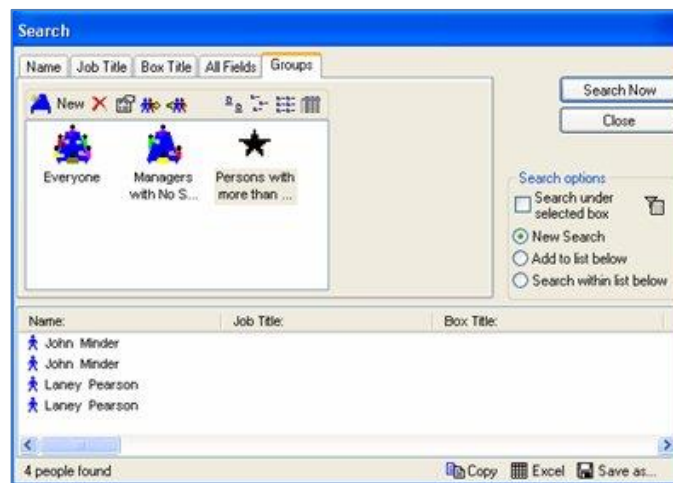 Search
Name Job Title Box Title All Fields Groups
New
Everyone
Managers with No S...
Persons with more than ...
Search Now
Close
Search options
Search under selected box
New Search
Add to list below
Search within list below
Name: Job Title: Box Title:
John Minder
John Minder
Laney Pearson
Laney Pearson
4 people found Copy Excel Save as...